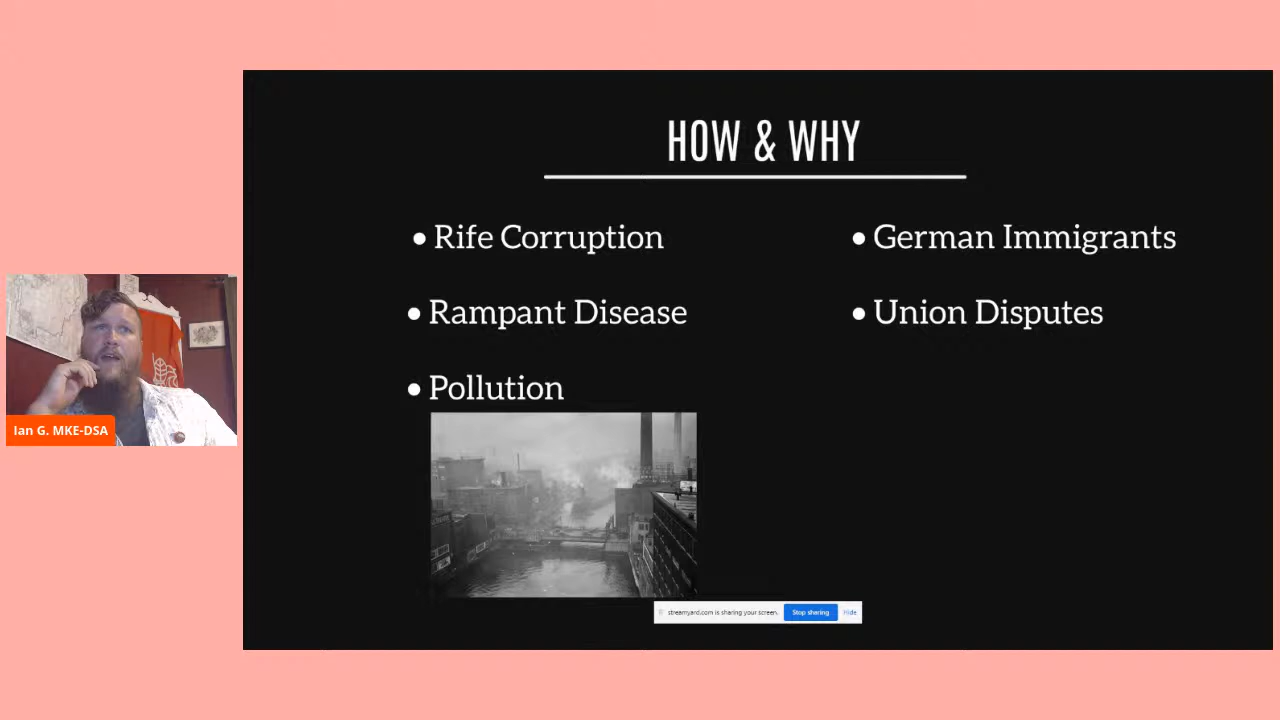 HOW & WHY
• Rife Corruption
• Rampant Disease
• Pollution
• German Immigrants
• Union Disputes
Ian G. MKE-DSA
streamyard.com is sharing your screen. Stop sharing Hide